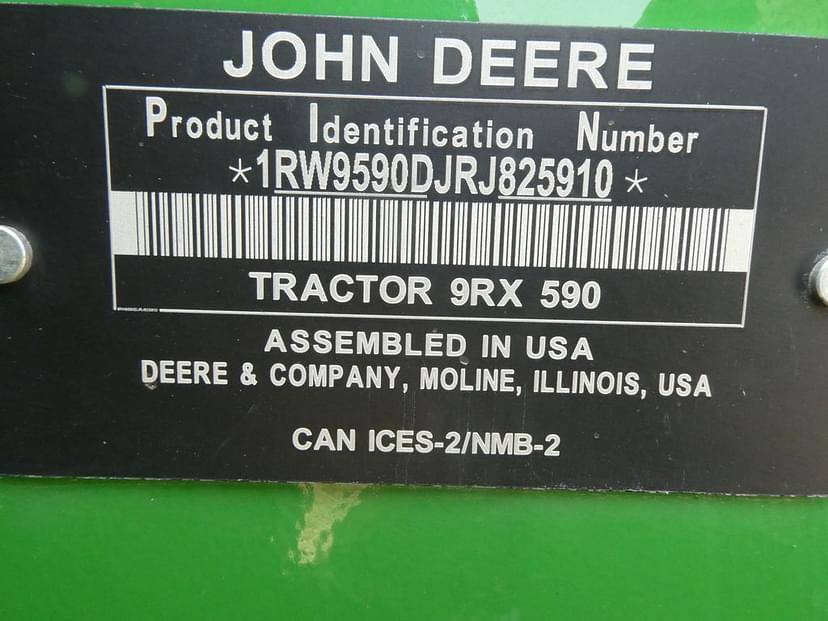 JOHN DEERE
Product Identification Number
*1RW9590DJRJ825910*
TRACTOR 9RX 590
ASSEMBLED IN USA
DEERE & COMPANY, MOLINE, ILLINOIS, USA
CAN ICES-2/NMB-2